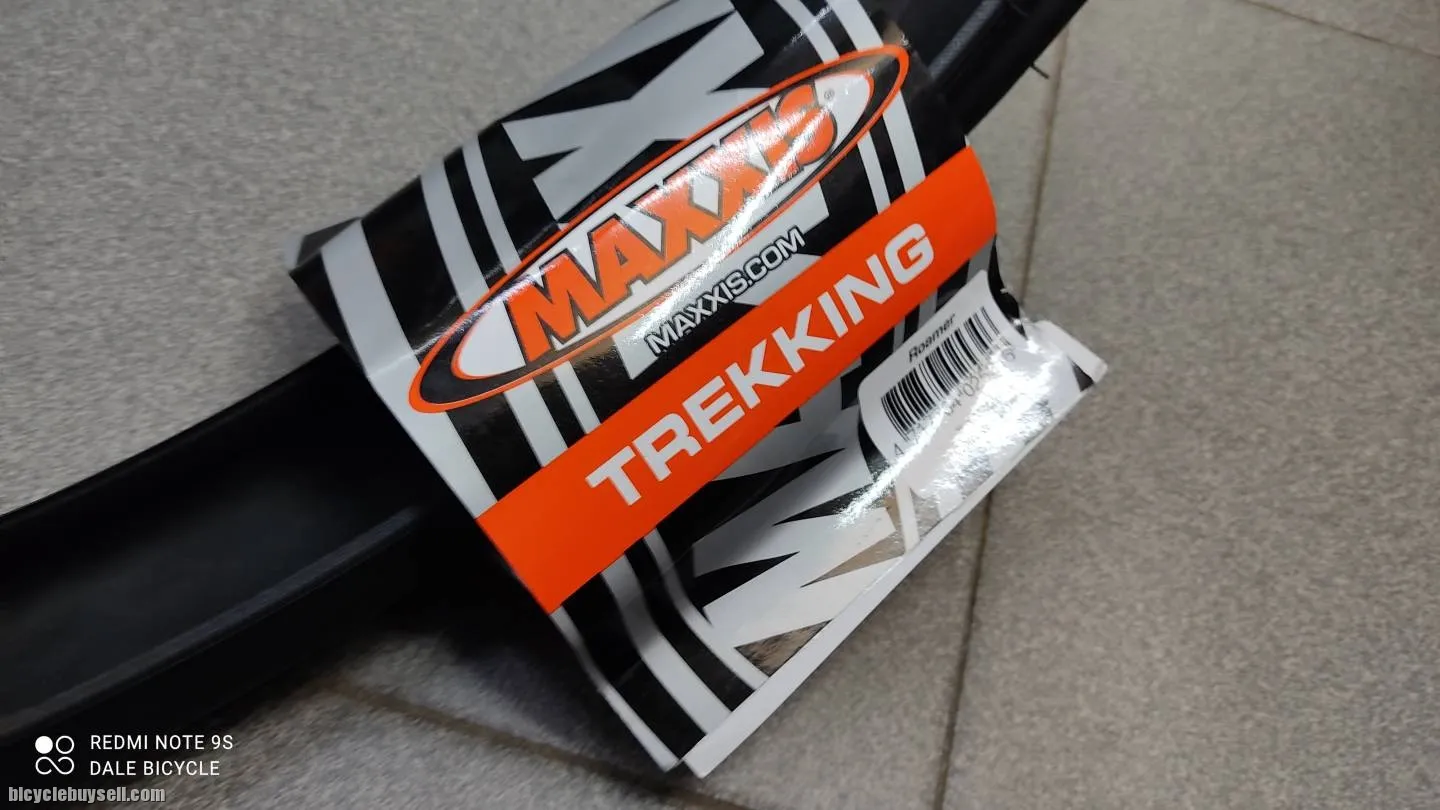 MAXXIS®
MAXXIS.COM
TREKKING
Roamer
REDMI NOTE 9S
DALE BICYCLE
bicyclebuysell.com